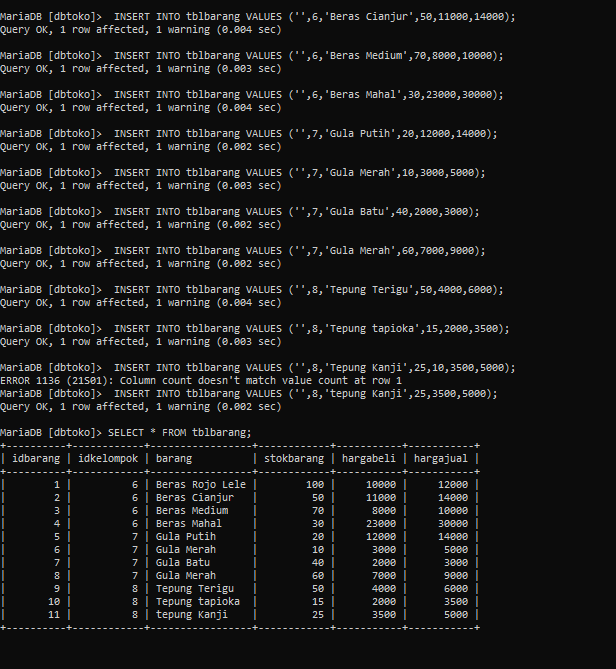 MariaDB [dbtoko]>  INSERT INTO tblbarang VALUES ('',6,'Beras Cianjur',50,11000,14000);
Query OK, 1 row affected, 1 warning (0.004 sec)
MariaDB [dbtoko]>  INSERT INTO tblbarang VALUES ('',6,'Beras Medium',70,8000,10000);
Query OK, 1 row affected, 1 warning (0.003 sec)
MariaDB [dbtoko]>  INSERT INTO tblbarang VALUES ('',6,'Beras Mahal',30,23000,30000);
Query OK, 1 row affected, 1 warning (0.004 sec)
MariaDB [dbtoko]>  INSERT INTO tblbarang VALUES ('',7,'Gula Putih',20,12000,14000);
Query OK, 1 row affected, 1 warning (0.002 sec)
MariaDB [dbtoko]>  INSERT INTO tblbarang VALUES ('',7,'Gula Merah',10,3000,5000);
Query OK, 1 row affected, 1 warning (0.003 sec)
MariaDB [dbtoko]>  INSERT INTO tblbarang VALUES ('',7,'Gula Batu',40,2000,3000);
Query OK, 1 row affected, 1 warning (0.002 sec)
MariaDB [dbtoko]>  INSERT INTO tblbarang VALUES ('',7,'Gula Merah',60,7000,9000);
Query OK, 1 row affected, 1 warning (0.002 sec)
MariaDB [dbtoko]>  INSERT INTO tblbarang VALUES ('',8,'Tepung Terigu',50,4000,6000);
Query OK, 1 row affected, 1 warning (0.004 sec)
MariaDB [dbtoko]>  INSERT INTO tblbarang VALUES ('',8,'Tepung tapioka',15,2000,3500);
Query OK, 1 row affected, 1 warning (0.003 sec)
MariaDB [dbtoko]>  INSERT INTO tblbarang VALUES ('',8,'Tepung Kanji',25,10,3500,5000);
ERROR 1136 (21S01): Column count doesn't match value count at row 1
MariaDB [dbtoko]>  INSERT INTO tblbarang VALUES ('',8,'tepung Kanji',25,3500,5000);
Query OK, 1 row affected, 1 warning (0.002 sec)
MariaDB [dbtoko]> SELECT * FROM tblbarang;
+----------+------------+-----------------+------------+-----------+-----------+
| idbarang | idkelompok | barang          | stokbarang | hargabeli | hargajual |
+----------+------------+-----------------+------------+-----------+-----------+
|        1 |          6 | Beras Rojo Lele |        100 |     10000 |     12000 |
|        2 |          6 | Beras Cianjur   |         50 |     11000 |     14000 |
|        3 |          6 | Beras Medium    |         70 |      8000 |     10000 |
|        4 |          6 | Beras Mahal     |         30 |     23000 |     30000 |
|        5 |          7 | Gula Putih      |         20 |     12000 |     14000 |
|        6 |          7 | Gula Merah      |         10 |      3000 |      5000 |
|        7 |          7 | Gula Batu       |         40 |      2000 |      3000 |
|        8 |          7 | Gula Merah      |         60 |      7000 |      9000 |
|        9 |          8 | Tepung Terigu   |         50 |      4000 |      6000 |
|       10 |          8 | Tepung tapioka  |         15 |      2000 |      3500 |
|       11 |          8 | tepung Kanji    |         25 |      3500 |      5000 |
+----------+------------+-----------------+------------+-----------+-----------+